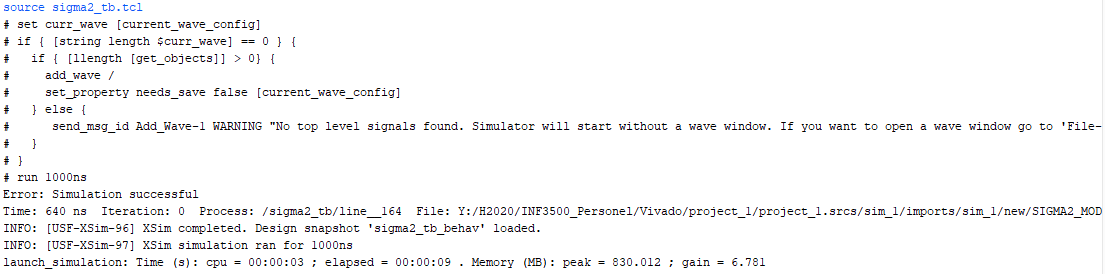 source sigma2_tb.tcl
# set curr_wave [current_wave_config]
# if { [string length $curr_wave] == 0 } {
#   if { [llength [get_objects]] > 0} {
#     add_wave /
#     set_property needs_save false [current_wave_config]
#   } else {
#      send_msg_id Add_Wave-1 WARNING "No top level signals found. Simulator will start without a wave window. If you want to open a wave window go to 'File-
#   }
# }
# run 1000ns
Error: Simulation successful
Time: 640 ns  Iteration: 0  Process: /sigma2_tb/line__164  File: Y:/H2020/INF3500_Personel/Vivado/project_1/project_1.srcs/sim_1/imports/sim_1/new/SIGMA2_MOD
INFO: [USF-XSim-96] XSim completed. Design snapshot 'sigma2_tb_behav' loaded.
INFO: [USF-XSim-97] XSim simulation ran for 1000ns
launch_simulation: Time (s): cpu = 00:00:03 ; elapsed = 00:00:09 . Memory (MB): peak = 830.012 ; gain = 6.781